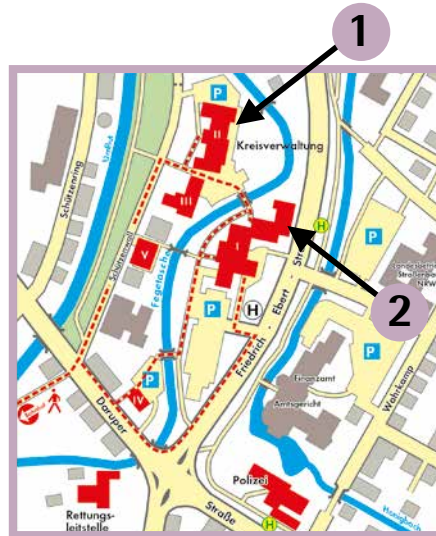 1
P
II
Kreisverwaltung
Schützenring
Umflut
III
H
I
P
V
Schützenwall
Fegetasche
Landesbetrieb
Straßenbau
NRW
2
P
H
Friedrich Ebert Str.
P
P
IV
Finanzamt
Wahrkamp
Amtsgericht
Daruper
Polizei
Rettungs-
leitstelle
Straße
H
Honigbach